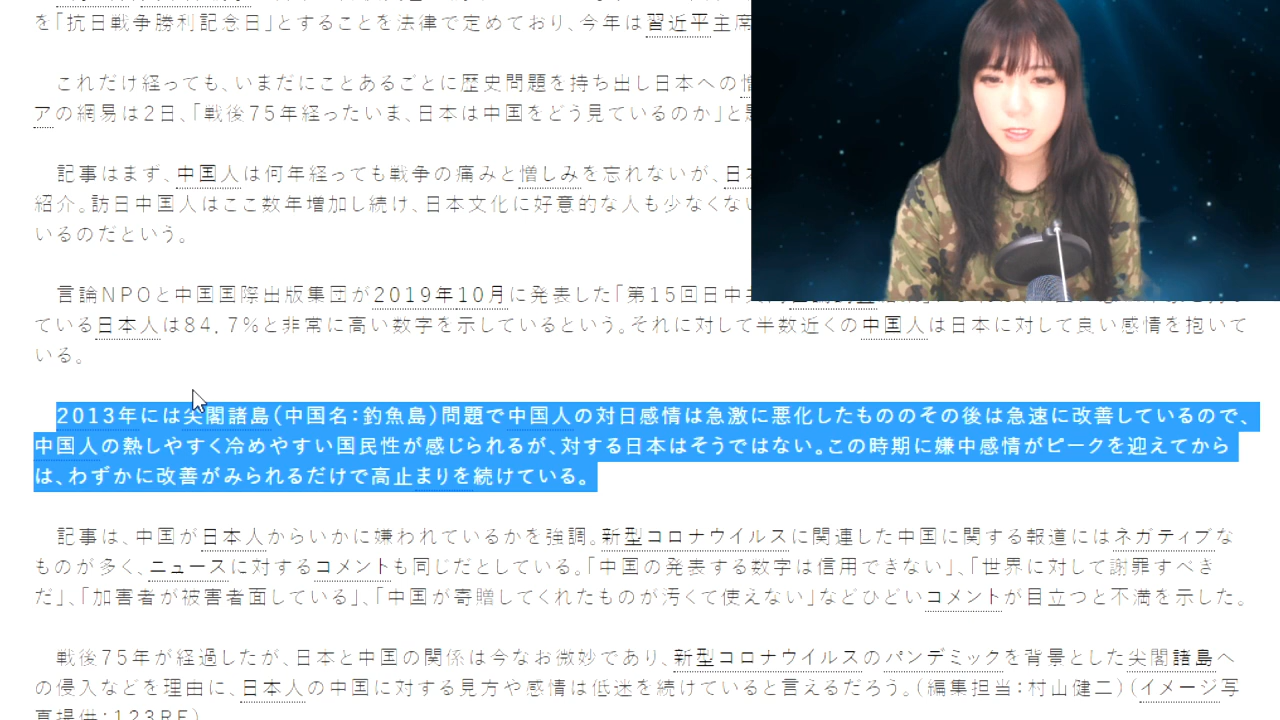 を「抗日戦争勝利記念日」とすることを法律で定めており、今年は習近平主席
これだけ経っても、いまだにことあるごとに歴史問題を持ち出し日本への
アの網易は2日、「戦後75年経ったいま、日本は中国をどう見ているのか」と
記事はまず、中国人は何年経っても戦争の痛みと憎しみを忘れないが、日
紹介。訪日中国人はここ数年増加し続け、日本文化に好意的な人も少なくな
いるのだという。
言論NPOと中国国際出版集団が2019年10月に発表した「第15回日中
ている日本人は84.7%と非常に高い数字を示しているという。それに対して半数近くの中国人は日本に対して良い感情を抱いて
いる。
2013年には尖閣諸島(中国名:釣魚島)問題で中国人の対日感情は急激に悪化したもののその後は急速に改善しているので、
中国人の熱しやすく冷めやすい国民性が感じられるが、対する日本はそうではない。この時期に嫌中感情がピークを迎えてから
は、わずかに改善がみられるだけで高止まりを続けている。
記事は、中国が日本人からいかに嫌われているかを強調。新型コロナウイルスに関連した中国に関する報道にはネガティブな
ものが多く、ニュースに対するコメントも同じだとしている。「中国の発表する数字は信用できない」、「世界に対して謝罪すべき
だ」、「加害者が被害者面している」、「中国が寄贈してくれたものが汚くて使えない」などひどいコメントが目立つと不満を示した。
戦後75年が経過したが、日本と中国の関係は今なお微妙であり、新型コロナウイルスのパンデミックを背景とした尖閣諸島へ
の侵入などを理由に、日本人の中国に対する見方や感情は低迷を続けていると言えるだろう。(編集担当:村山健二)(イメージ写
真提供:123RF)